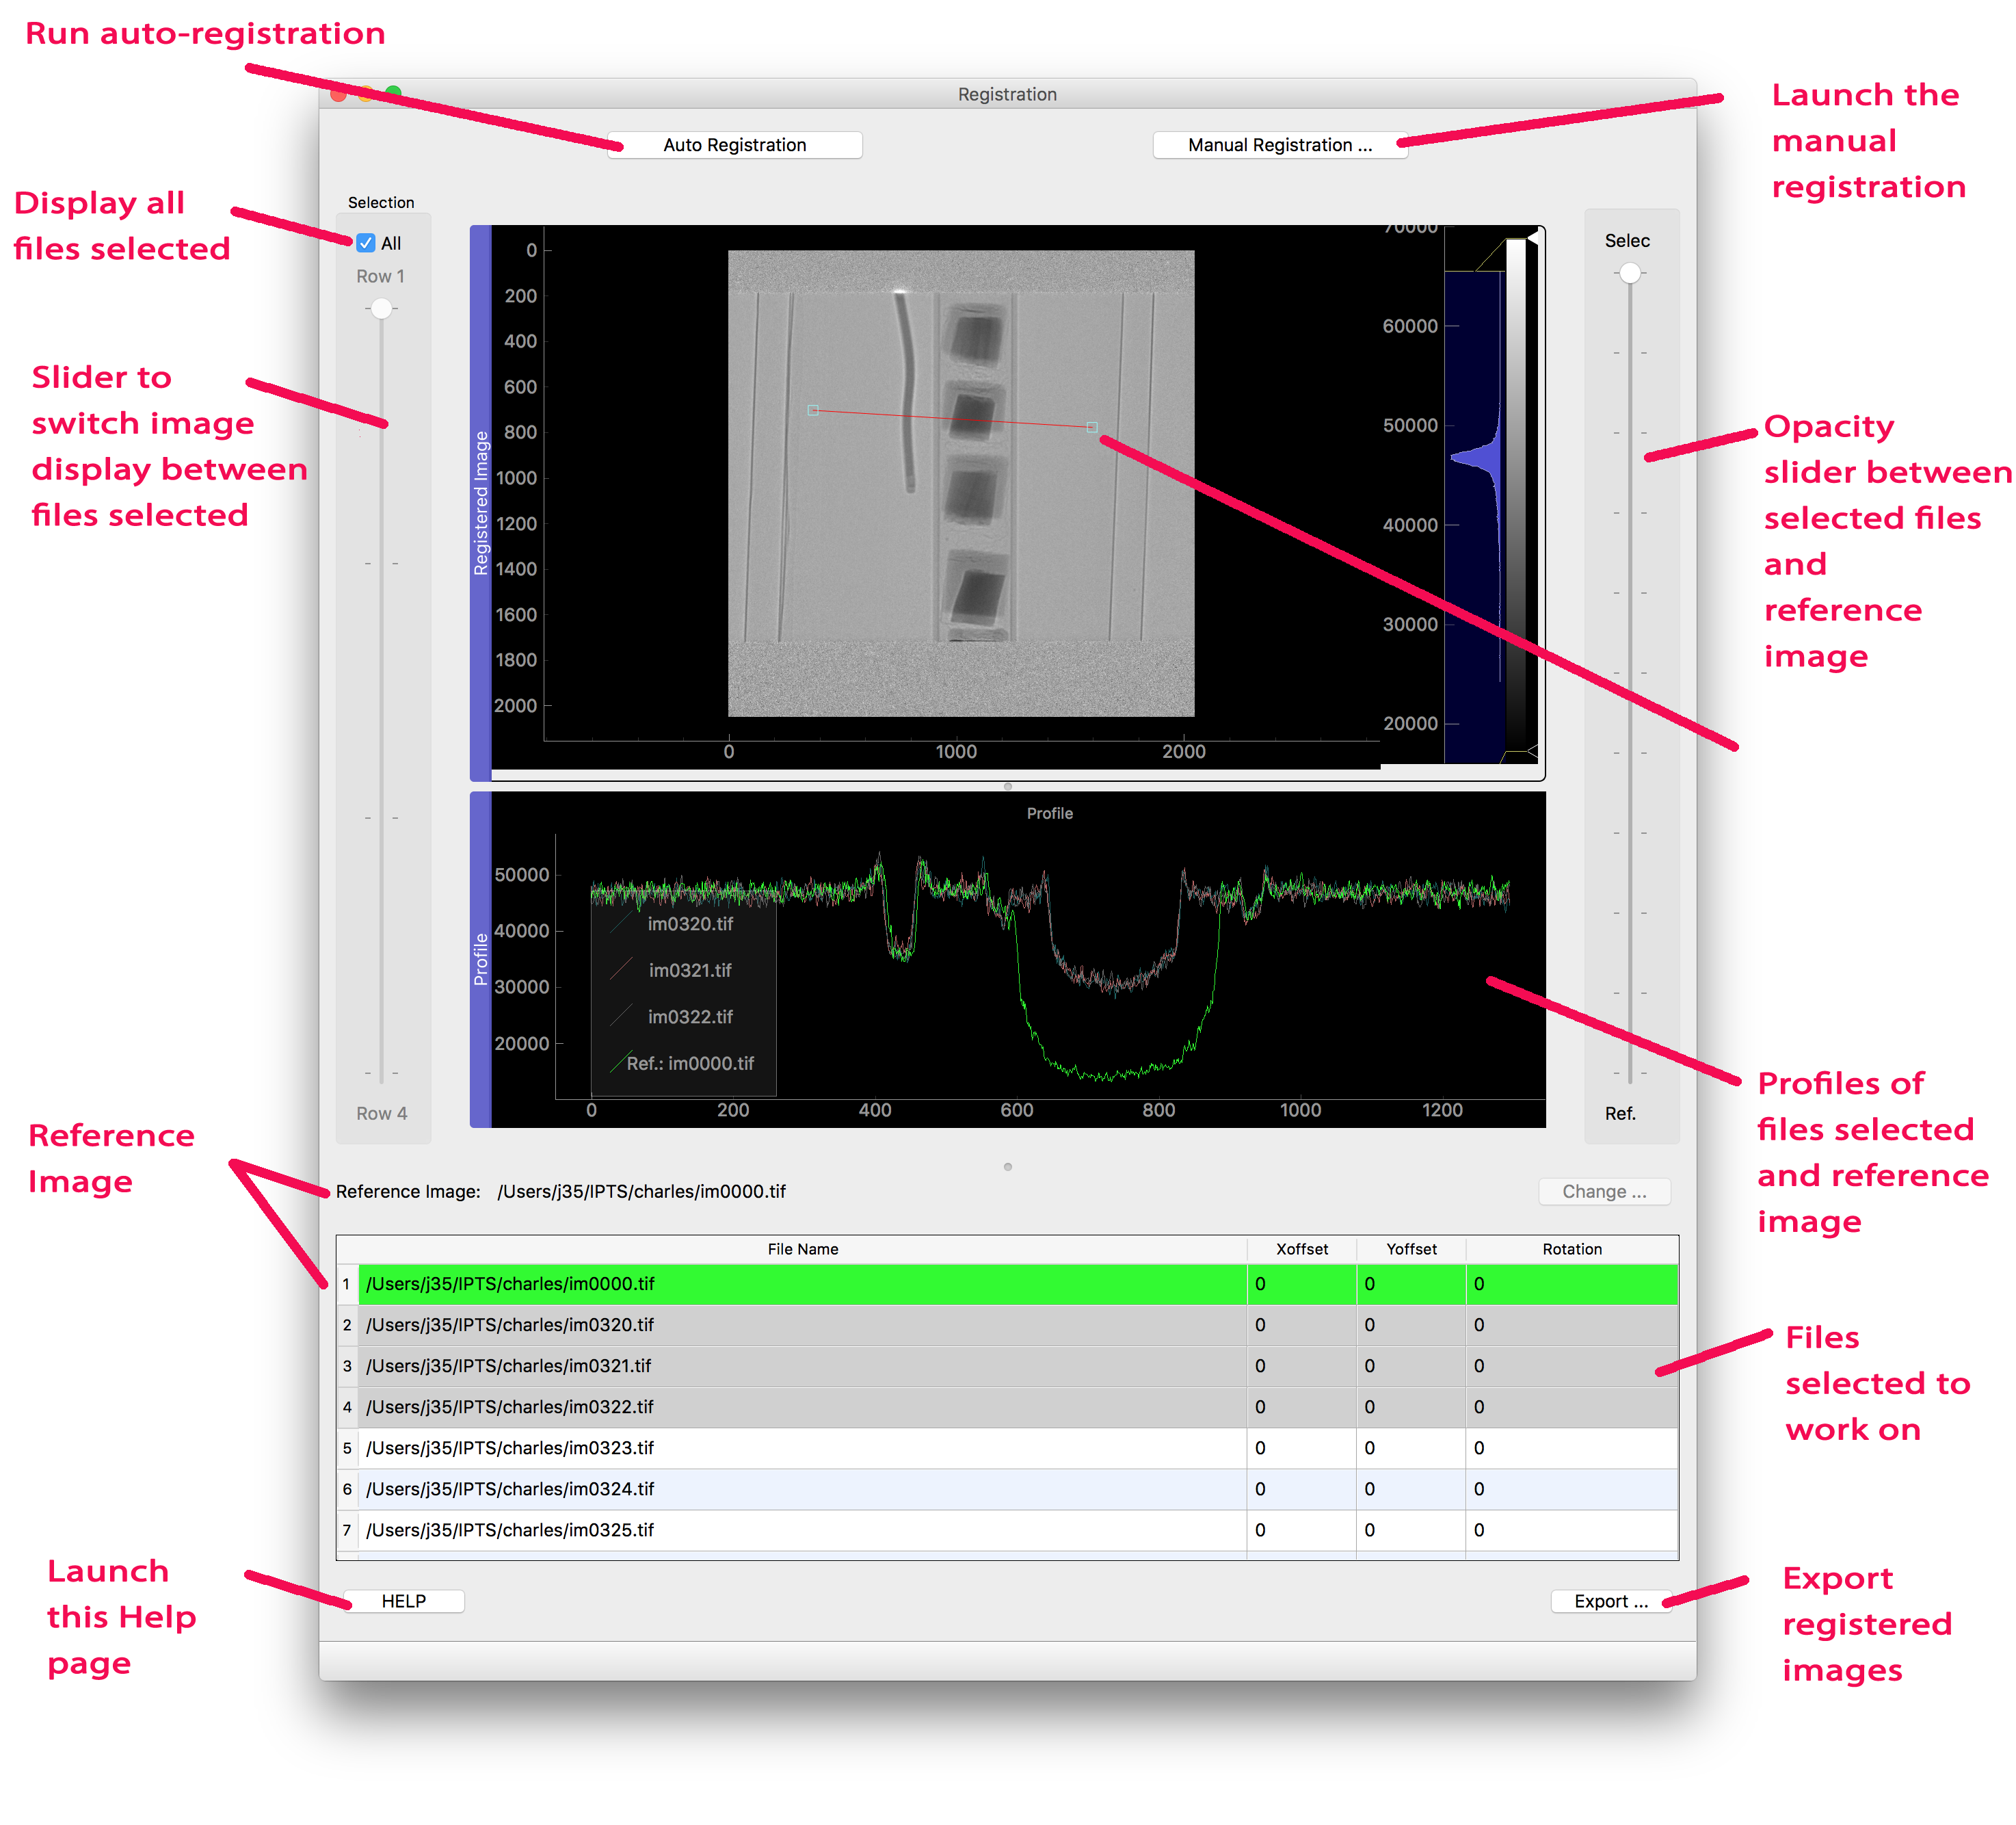 Run auto-registration
Registration
Auto Registration
Manual Registration ...
Launch the
manual
registration
Display all
files selected
Selection
All
Row 1
Row 4
Slider to
switch image
display between
files selected
Registered Image
0
200
400
600
800
1000
1200
1400
1600
1800
2000
0
1000
2000
70000
60000
50000
40000
30000
20000
Selec
Ref.
Opacity
slider between
selected files
and
reference
image
Profile
Profile
50000
40000
30000
20000
im0320.tif
im0321.tif
im0322.tif
Ref.: im0000.tif
0
200
400
600
800
1000
1200
Profiles of
files selected
and reference
image
Reference
Image
Reference Image: /Users/j35/IPTS/charles/im0000.tif
Change ...
File Name Xoffset Yoffset Rotation
1 /Users/j35/IPTS/charles/im0000.tif 0 0 0
2 /Users/j35/IPTS/charles/im0320.tif 0 0 0
3 /Users/j35/IPTS/charles/im0321.tif 0 0 0
4 /Users/j35/IPTS/charles/im0322.tif 0 0 0
5 /Users/j35/IPTS/charles/im0323.tif 0 0 0
6 /Users/j35/IPTS/charles/im0324.tif 0 0 0
7 /Users/j35/IPTS/charles/im0325.tif 0 0 0
Files
selected to
work on
Launch
this Help
page
HELP
Export ...
Export
registered
images